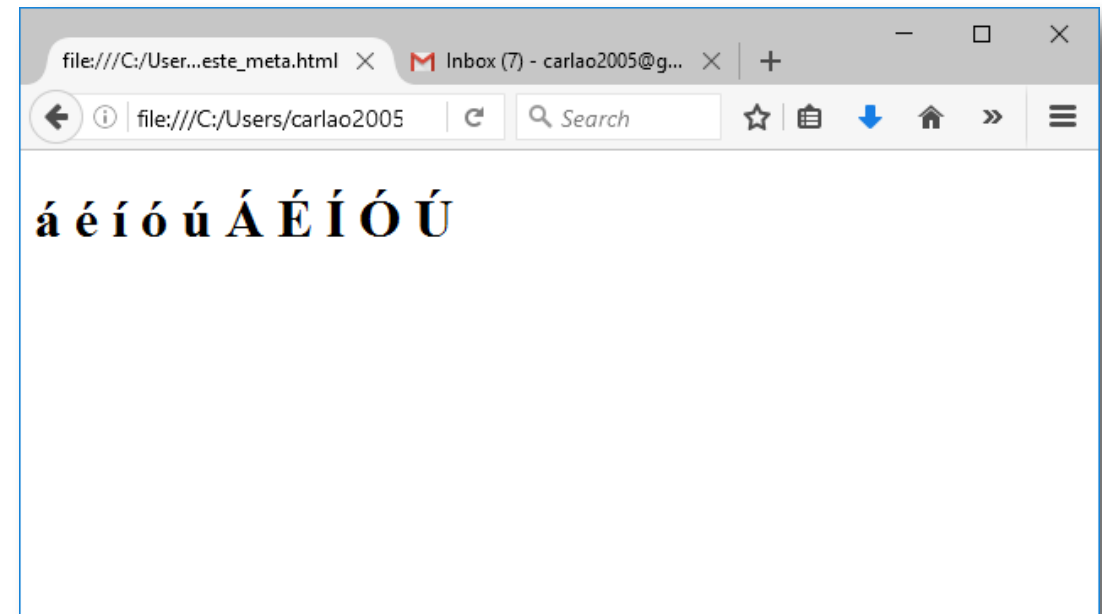 file:///C:/User...este_meta.html Inbox (7) - carlao2005@g...
file:///C:/Users/carlao2005 Search
á é í ó ú Á É Í Ó Ú